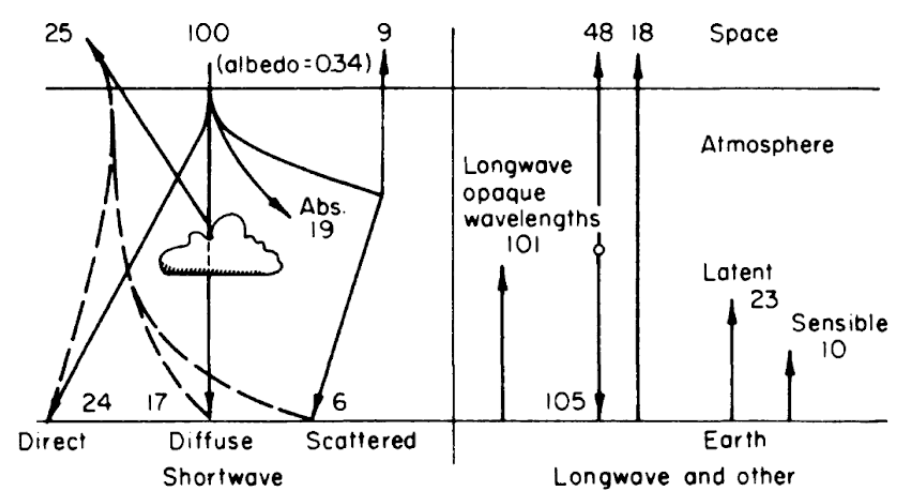 25
100
9
48
18
Space
(albedo=0.34)
Atmosphere
Longwave
opaque
wavelengths
101
Abs.
19
Latent
23
Sensible
10
24
17
6
105
Direct
Diffuse
Scattered
Earth
Shortwave
Longwave and other